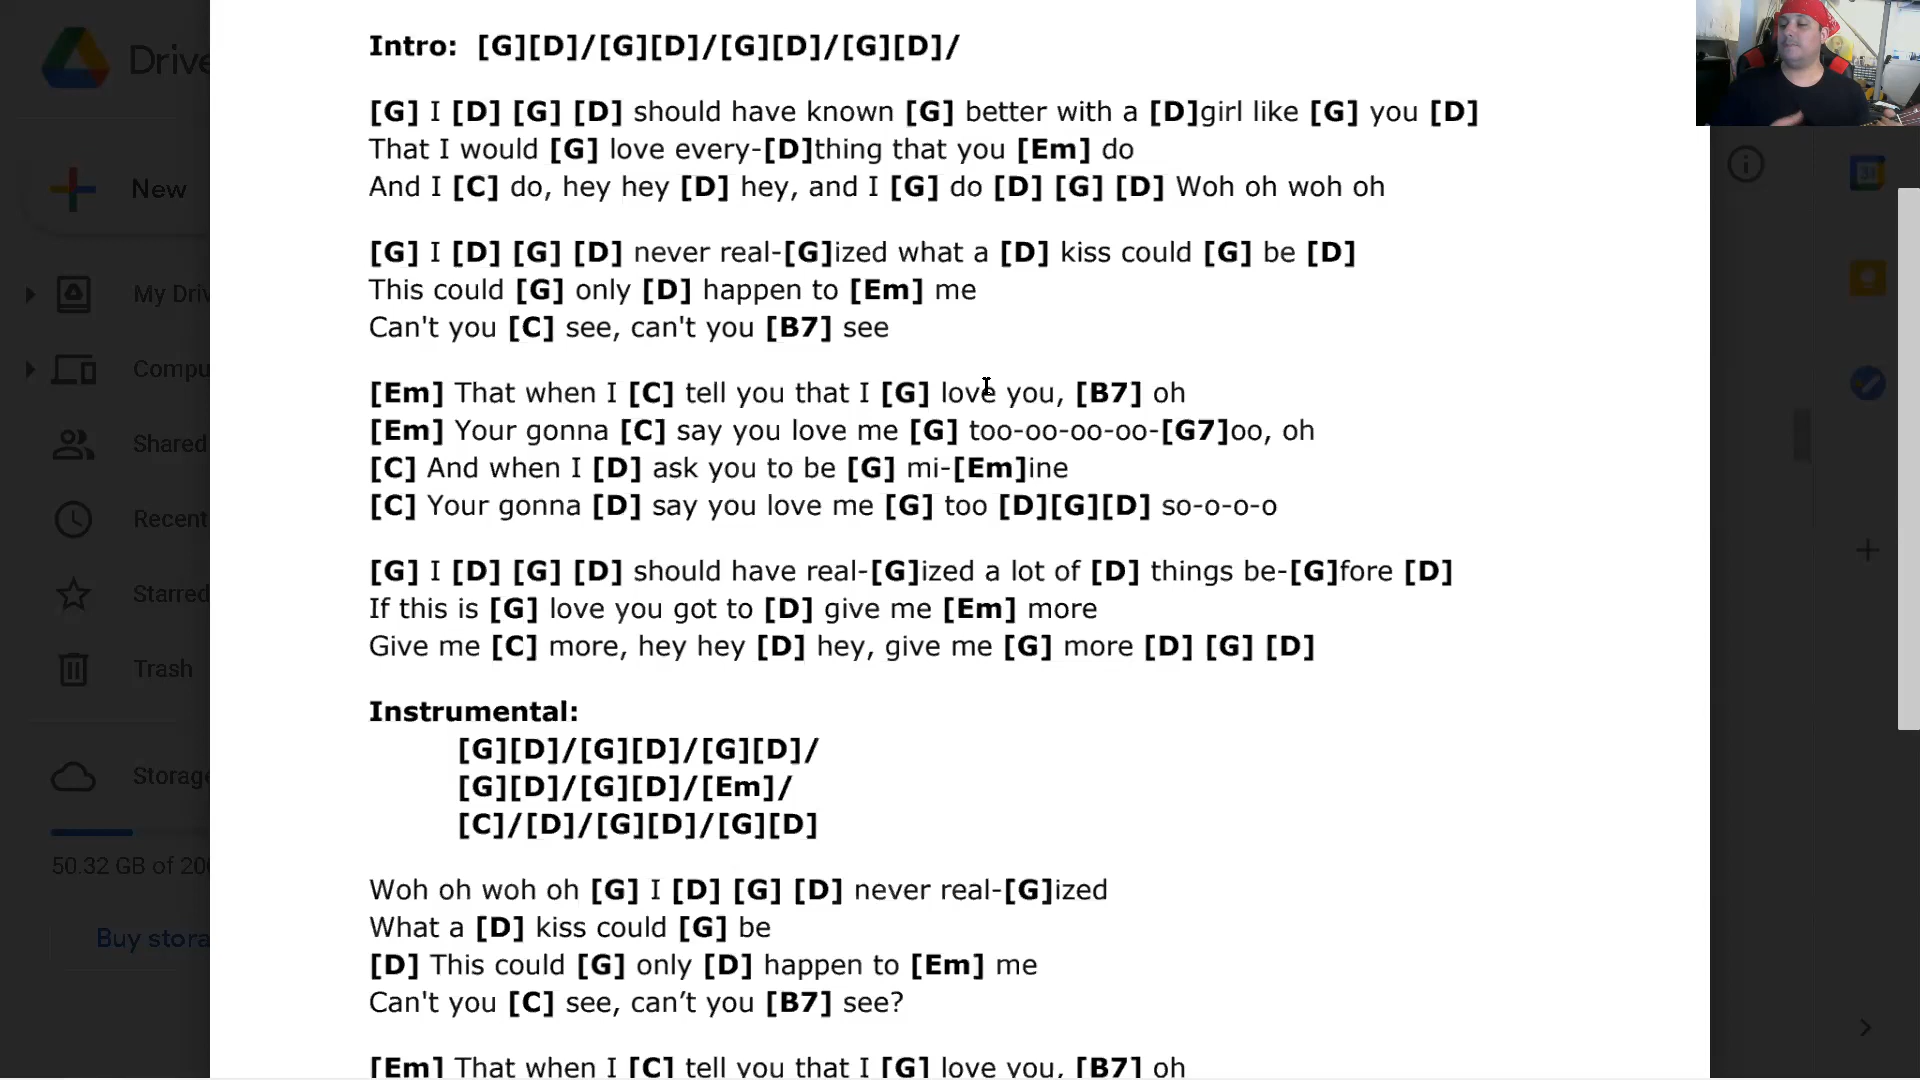 Drive
Intro: [G][D]/[G][D]/[G][D]/[G][D]/
[G] I [D] [G] [D] should have known [G] better with a [D]girl like [G] you [D]
That I would [G] love every-[D]thing that you [Em] do
And I [C] do, hey hey [D] hey, and I [G] do [D] [G] [D] Woh oh woh oh
New
[G] I [D] [G] [D] never real-[G]ized what a [D] kiss could [G] be [D]
This could [G] only [D] happen to [Em] me
Can't you [C] see, can't you [B7] see
My Driv
Compu
[Em] That when I [C] tell you that I [G] love you, [B7] oh
[Em] Your gonna [C] say you love me [G] too-oo-oo-oo-[G7]oo, oh
[C] And when I [D] ask you to be [G] mi-[Em]ine
[C] Your gonna [D] say you love me [G] too [D][G][D] so-o-o-o
Shared
Recent
[G] I [D] [G] [D] should have real-[G]ized a lot of [D] things be-[G]fore [D]
If this is [G] love you got to [D] give me [Em] more
Give me [C] more, hey hey [D] hey, give me [G] more [D] [G] [D]
Starred
Trash
Instrumental:
[G][D]/[G][D]/[G][D]/
[G][D]/[G][D]/[Em]/
[C]/[D]/[G][D]/[G][D]
Storage
50.32 GB of 200
Buy stora
Woh oh woh oh [G] I [D] [G] [D] never real-[G]ized
What a [D] kiss could [G] be
[D] This could [G] only [D] happen to [Em] me
Can't you [C] see, can’t you [B7] see?
[Em] That when I [C] tell you that I [G] love you, [B7] oh